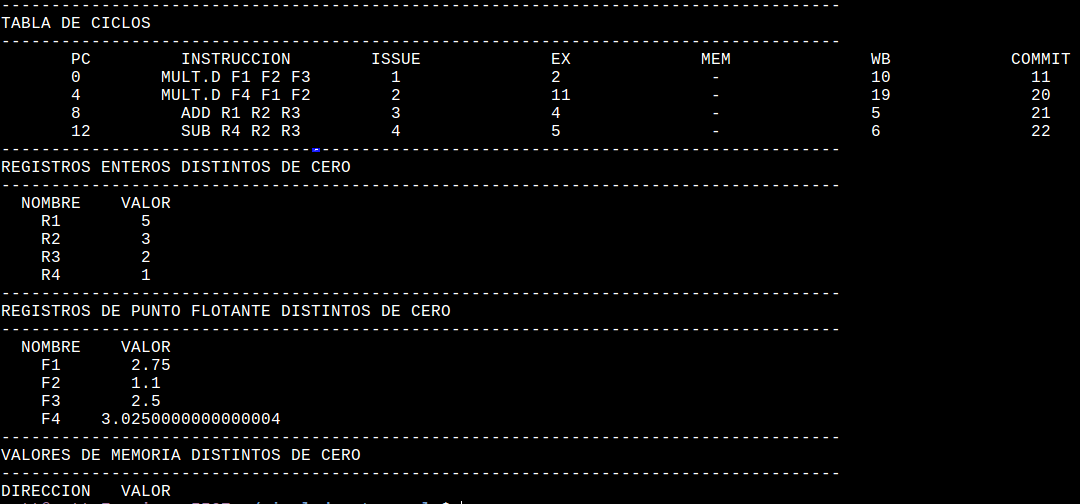 ------------------------------------------------------------------------------------
TABLA DE CICLOS
------------------------------------------------------------------------------------
PC INSTRUCCION ISSUE EX MEM WB COMMIT
0 MULT.D F1 F2 F3 1 2 - 10 11
4 MULT.D F4 F1 F2 2 11 - 19 20
8 ADD R1 R2 R3 3 4 - 5 21
12 SUB R4 R2 R3 4 5 - 6 22
------------------------------------------------------------------------------------
REGISTROS ENTEROS DISTINTOS DE CERO
------------------------------------------------------------------------------------
NOMBRE VALOR
R1 5
R2 3
R3 2
R4 1
------------------------------------------------------------------------------------
REGISTROS DE PUNTO FLOTANTE DISTINTOS DE CERO
------------------------------------------------------------------------------------
NOMBRE VALOR
F1 2.75
F2 1.1
F3 2.5
F4 3.0250000000000004
------------------------------------------------------------------------------------
VALORES DE MEMORIA DISTINTOS DE CERO
------------------------------------------------------------------------------------
DIRECCION VALOR